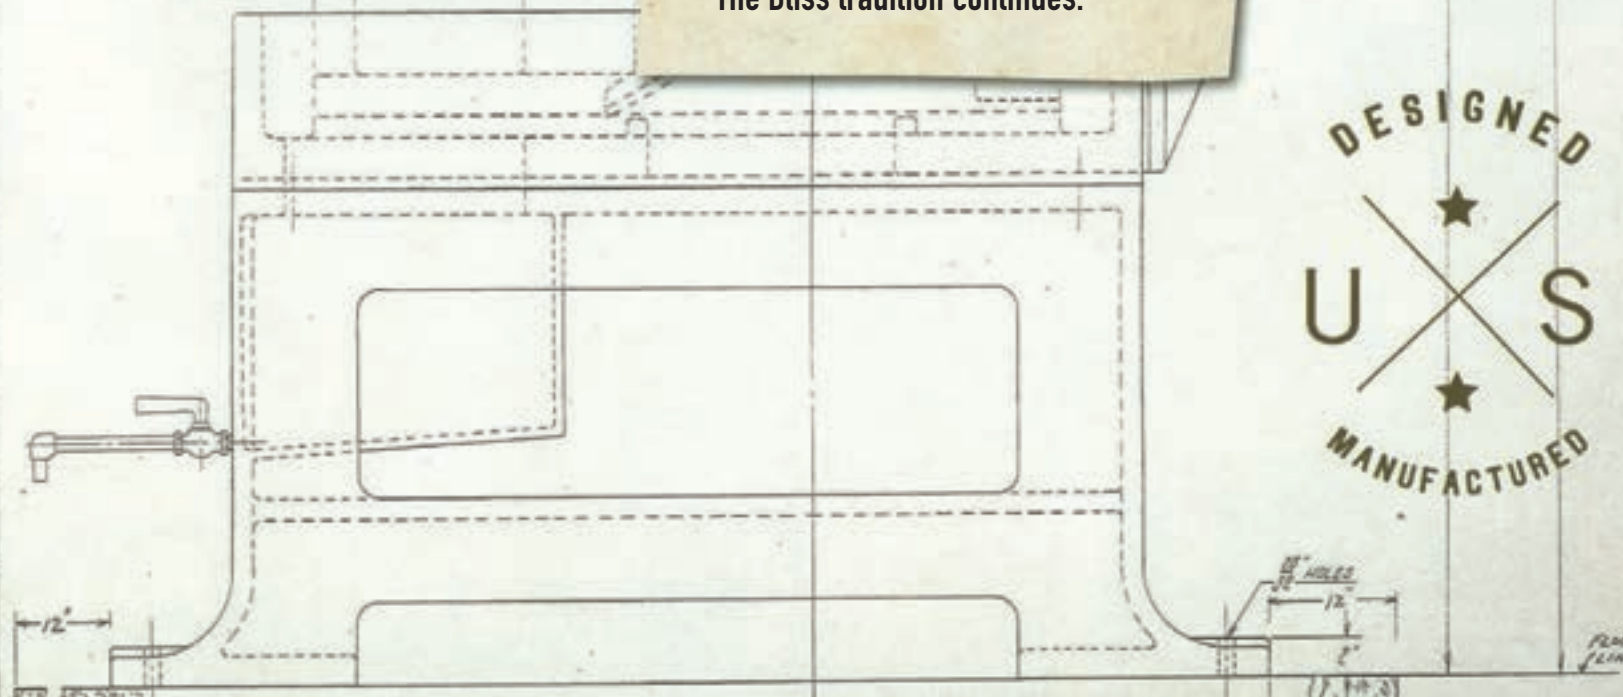 The Bliss tradition continues.
DESIGNED
U S
MANUFACTURED
HOLES
12"
12"
2"